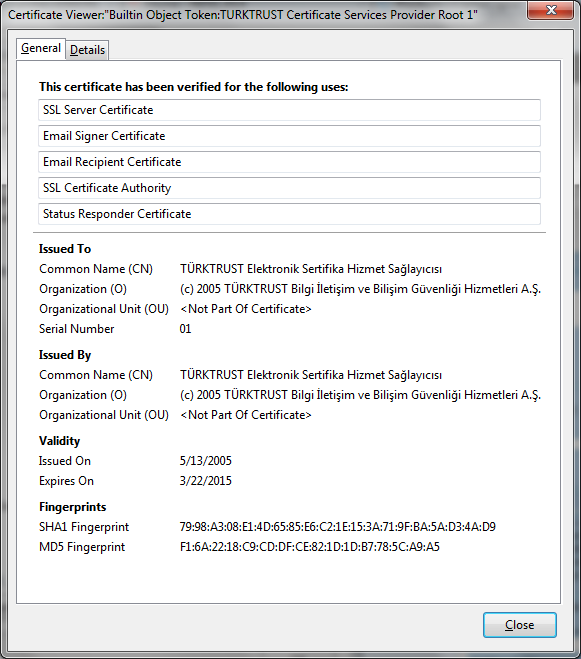 Certificate Viewer:"Builtin Object Token:TURKTRUST Certificate Services Provider Root 1"
General Details
This certificate has been verified for the following uses:
SSL Server Certificate
Email Signer Certificate
Email Recipient Certificate
SSL Certificate Authority
Status Responder Certificate
Issued To
Common Name (CN) TÜRKTRUST Elektronik Sertifika Hizmet Sağlayıcısı
Organization (O) (c) 2005 TÜRKTRUST Bilgi İletişim ve Bilişim Güvenliği Hizmetleri A.Ş.
Organizational Unit (OU) <Not Part Of Certificate>
Serial Number 01
Issued By
Common Name (CN) TÜRKTRUST Elektronik Sertifika Hizmet Sağlayıcısı
Organization (O) (c) 2005 TÜRKTRUST Bilgi İletişim ve Bilişim Güvenliği Hizmetleri A.Ş.
Organizational Unit (OU) <Not Part Of Certificate>
Validity
Issued On 5/13/2005
Expires On 3/22/2015
Fingerprints
SHA1 Fingerprint 79:98:A3:08:E1:4D:65:85:E6:C2:1E:15:3A:71:9F:BA:5A:D3:4A:D9
MD5 Fingerprint F1:6A:22:18:C9:CD:DF:CE:82:1D:1D:B7:78:5C:A9:A5
Close